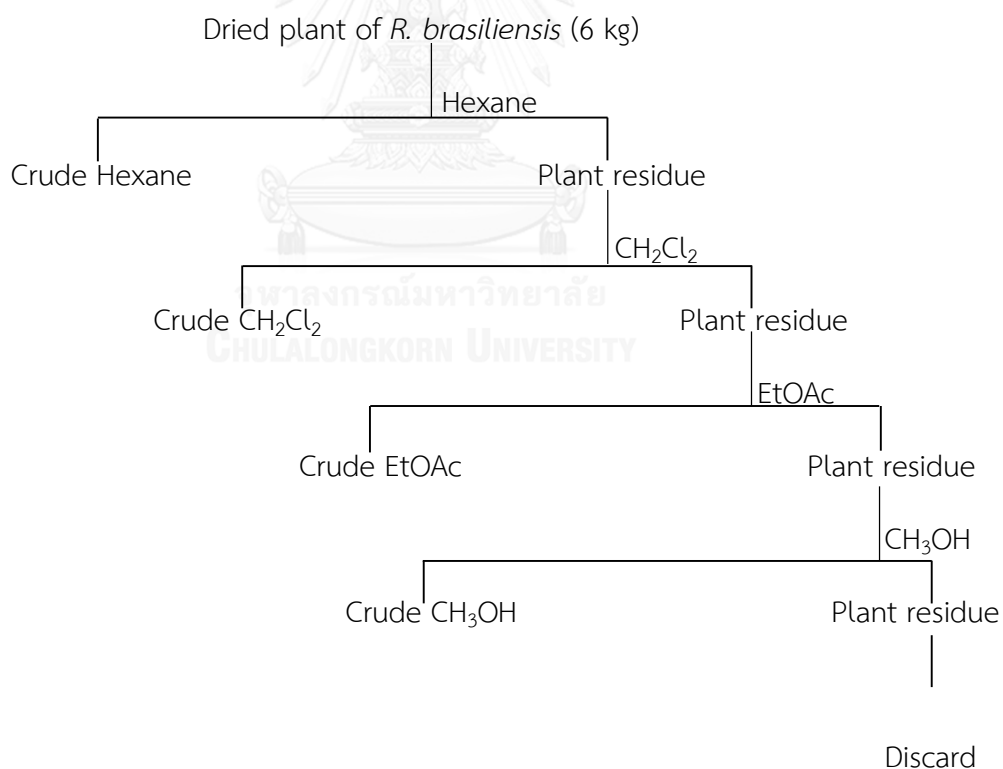 Dried plant of R. brasiliensis (6 kg)
Hexane
Crude Hexane Plant residue
CH₂Cl₂
จุฬาลงกรณ์มหาวิทยาลัย
Crude CH₂Cl₂ Plant residue
CHULALONGKORN UNIVERSITY
EtOAc
Crude EtOAc Plant residue
CH₃OH
Crude CH₃OH Plant residue
Discard